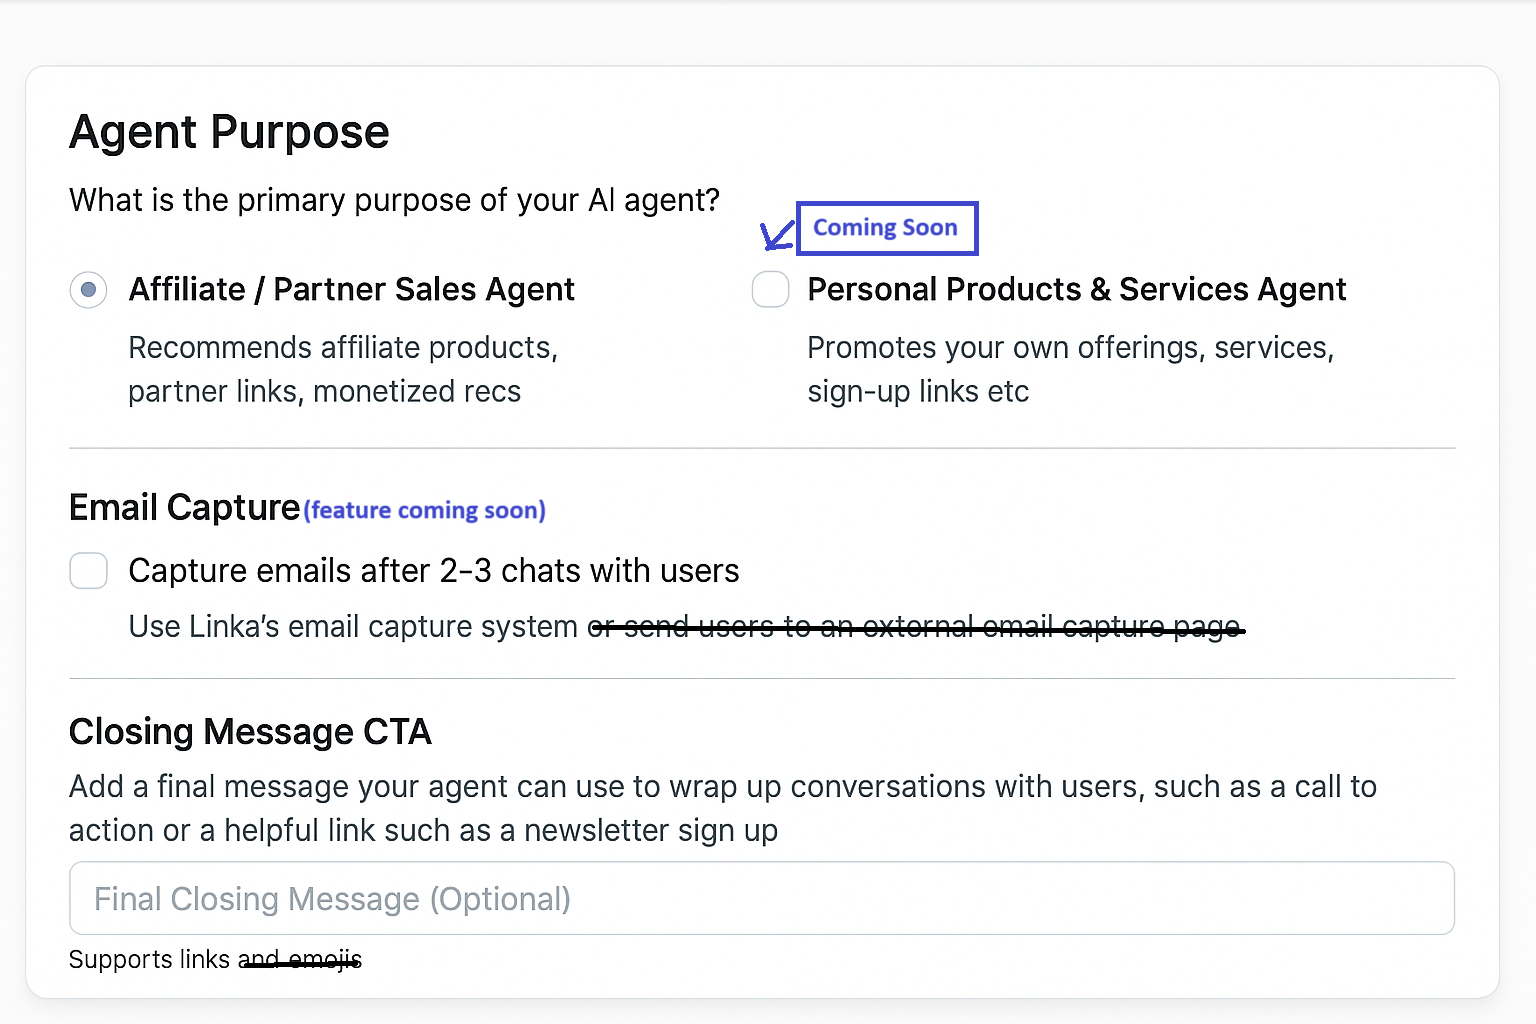 Agent Purpose
What is the primary purpose of your AI agent?
Coming Soon
Affiliate / Partner Sales Agent
Recommends affiliate products,
partner links, monetized recs
Personal Products & Services Agent
Promotes your own offerings, services,
sign-up links etc
Email Capture (feature coming soon)
Capture emails after 2-3 chats with users
Use Linka’s email capture system or send users to an external email capture page
Closing Message CTA
Add a final message your agent can use to wrap up conversations with users, such as a call to
action or a helpful link such as a newsletter sign up
Final Closing Message (Optional)
Supports links and emojis